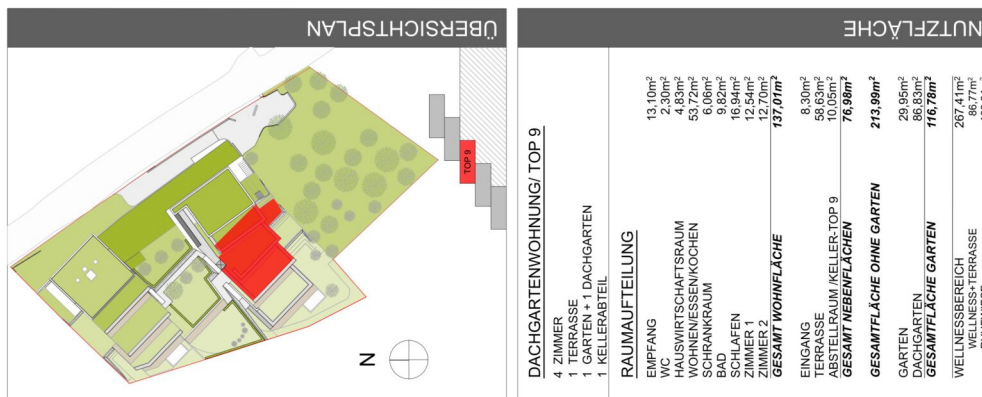 ÜBERSICHTSPLAN
TOP 9
N
NUTZFLÄCHE
DACHGARTENWOHNUNG/ TOP 9
4 ZIMMER
1 TERRASSE
1 GARTEN + 1 DACHGARTEN
1 KELLERABTEIL
RAUMAUFTEILUNG
EMPFANG 13,10m²
WC 2,30m²
HAUSWIRTSCHAFTSRAUM 4,83m²
WOHNEN/ESSEN/KOCHEN 53,72m²
SCHRANKRAUM 6,06m²
BAD 9,82m²
SCHLAFEN 16,94m²
ZIMMER 1 12,54m²
ZIMMER 2 12,70m²
GESAMT WOHNFLÄCHE 137,01m²
EINGANG 8,30m²
TERRASSE 58,63m²
ABSTELLRAUM /KELLER-TOP 9 10,05m²
GESAMT NEBENFLÄCHEN 76,98m²
GESAMTFLÄCHE OHNE GARTEN 213,99m²
GARTEN 29,95m²
DACHGARTEN 86,83m²
GESAMTFLÄCHE GARTEN 116,78m²
WELLNESSBEREICH 267,41m²
WELLNESS+TERRASSE 86,77m²